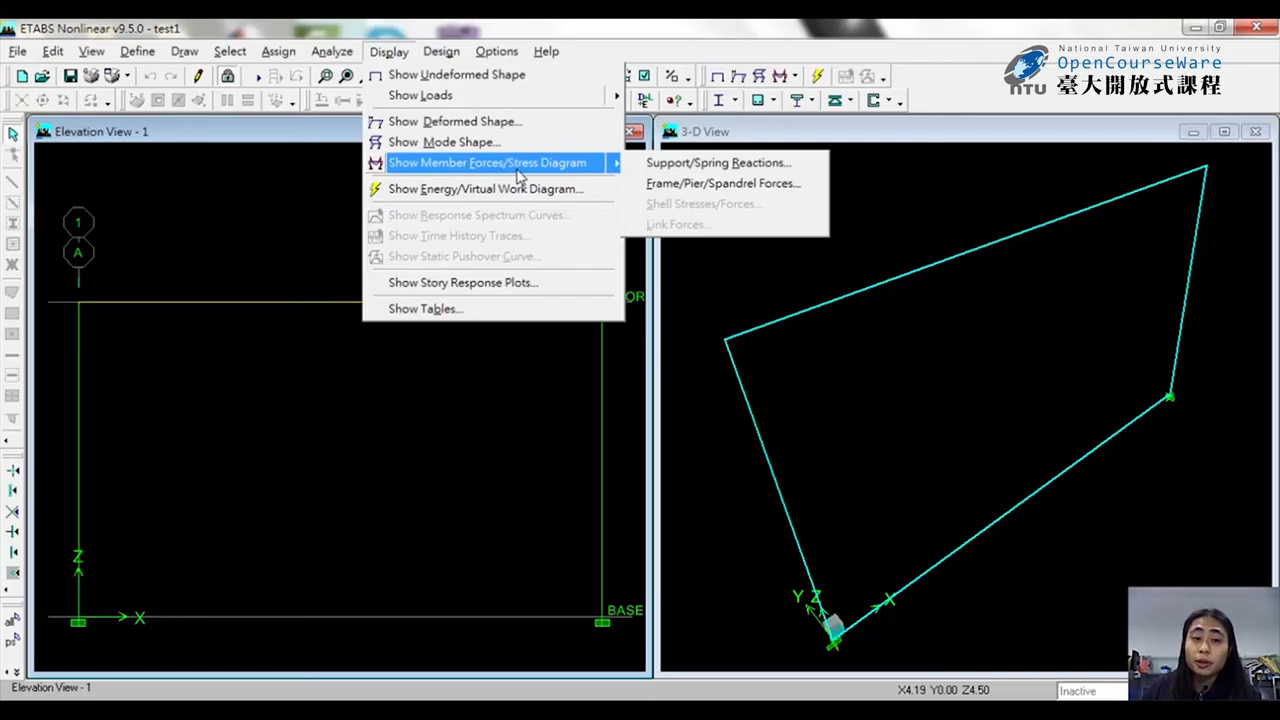 ETABS Nonlinear v9.5.0 - test1
File Edit View Define Draw Select Assign Analyze Display Design Options Help
National Taiwan University
OpenCourseWare
NTU 臺大開放式課程
Elevation View - 1
3-D View
Show Undeformed Shape
Show Loads
Show Deformed Shape...
Show Mode Shape...
Show Member Forces/Stress Diagram
Show Energy/Virtual Work Diagram...
Show Response Spectrum Curves...
Show Time History Traces...
Show Static Pushover Curve...
Show Story Response Plots...
Show Tables...
Support/Spring Reactions...
Frame/Pier/Spandrel Forces...
Shell Stresses/Forces...
Link Forces...
1
A
OR
Z
X
BASE
Y Z X
all
ps
Elevation View - 1
X4.19 Y0.00 Z4.50
Inactive